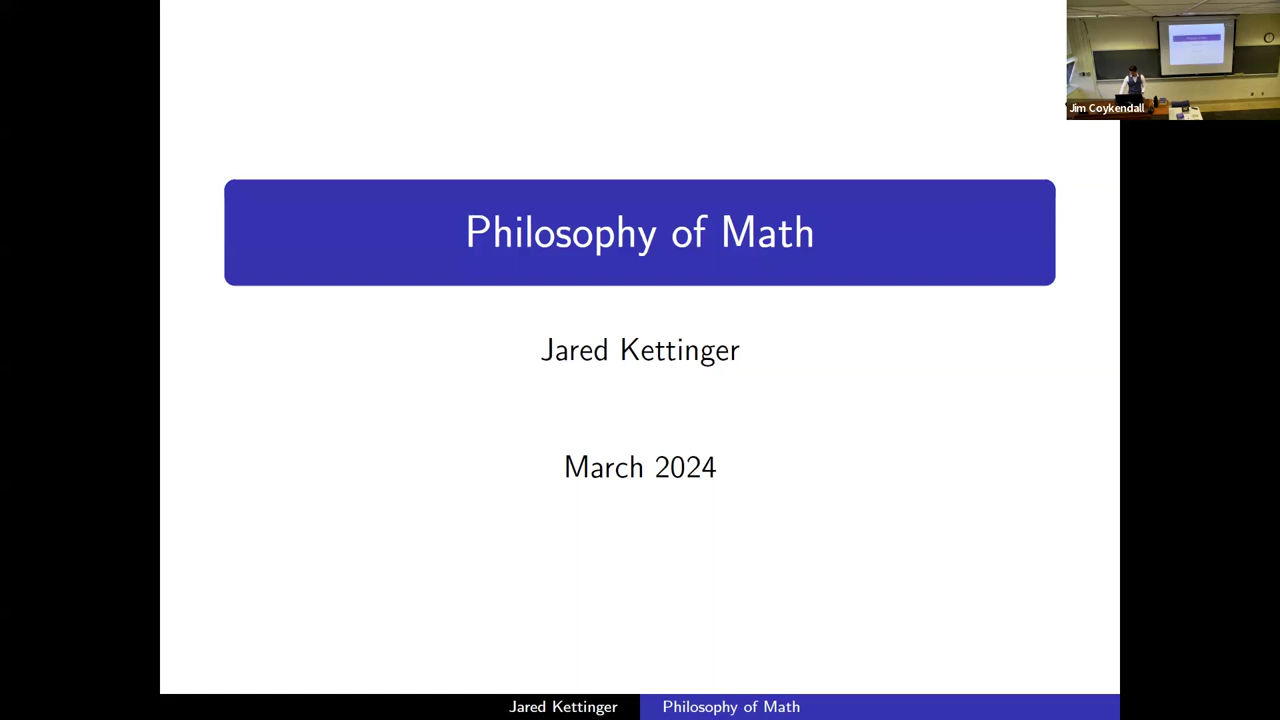 Jim Coykendall
Philosophy of Math
Jared Kettinger
March 2024
Jared Kettinger
Philosophy of Math